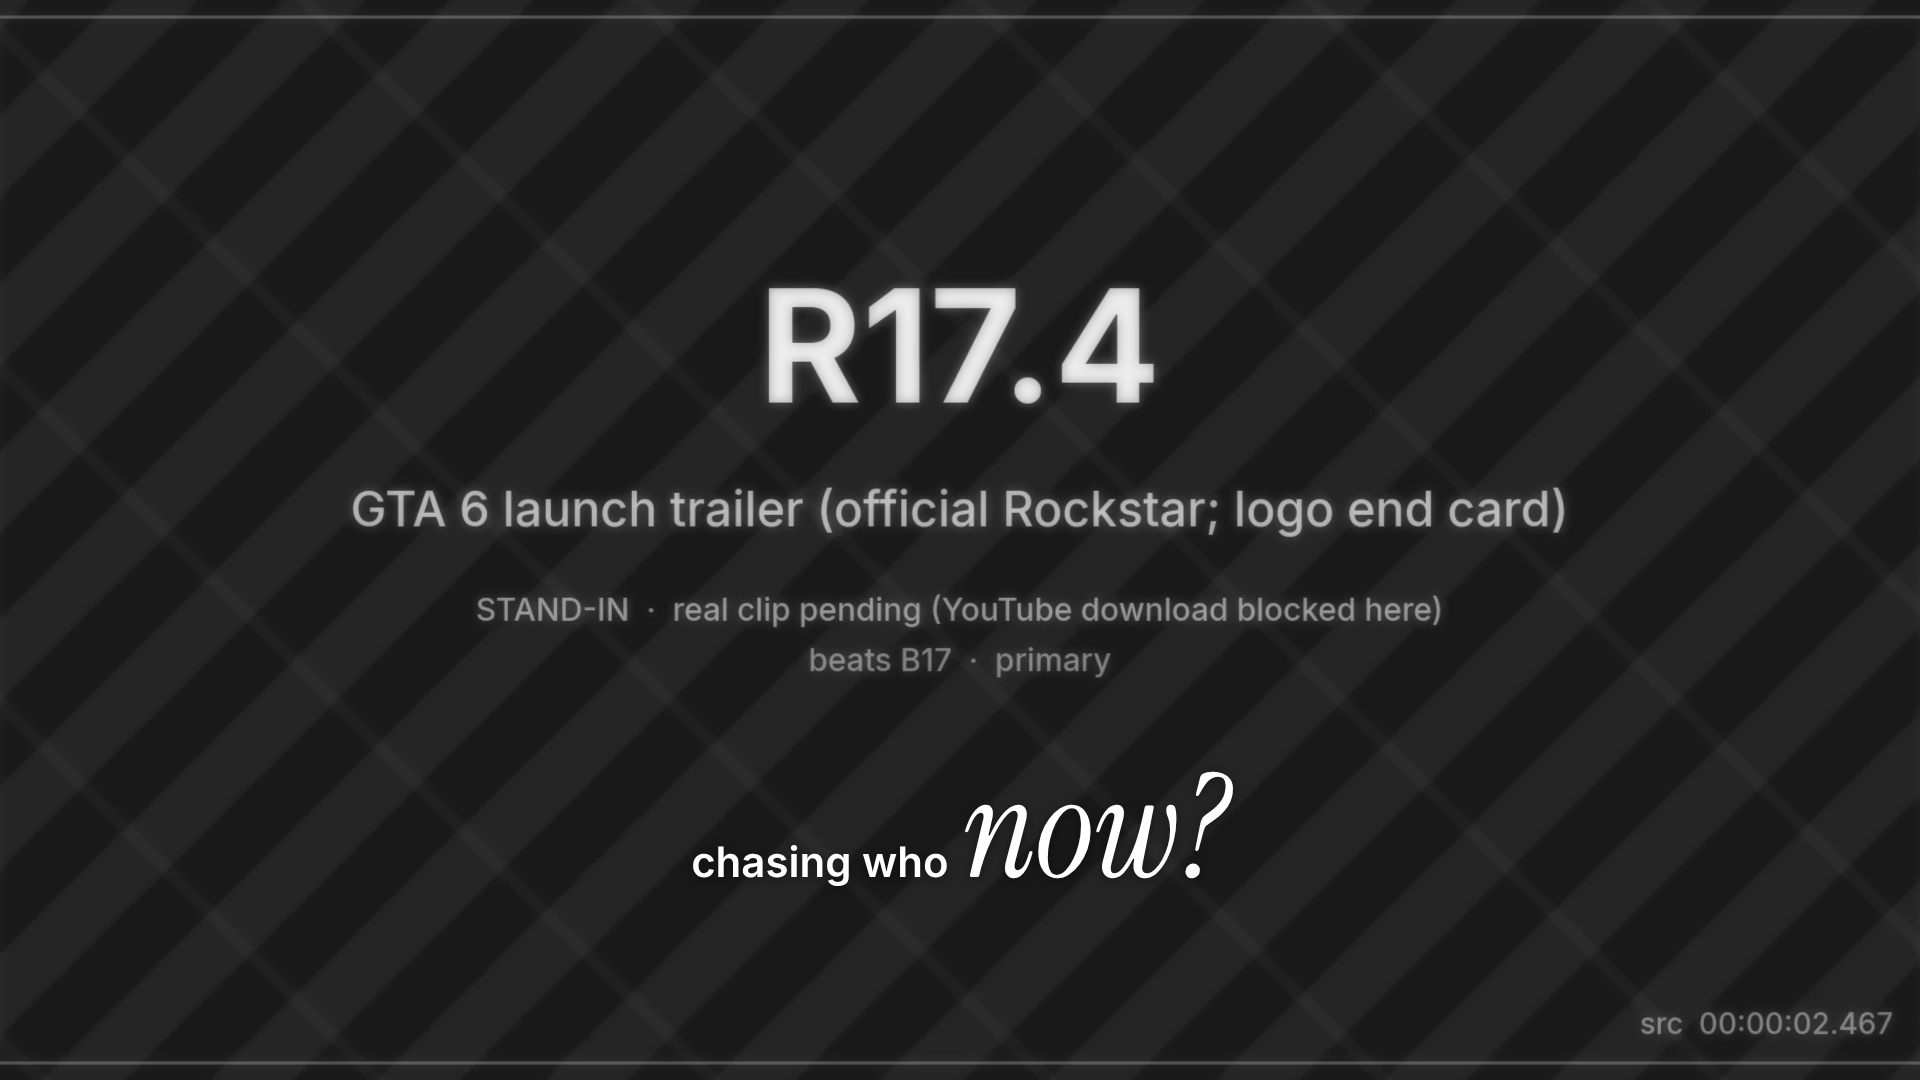 R17.4
GTA 6 launch trailer (official Rockstar; logo end card)
STAND-IN · real clip pending (YouTube download blocked here)
beats B17 · primary
chasing who now?
src 00:00:02.467